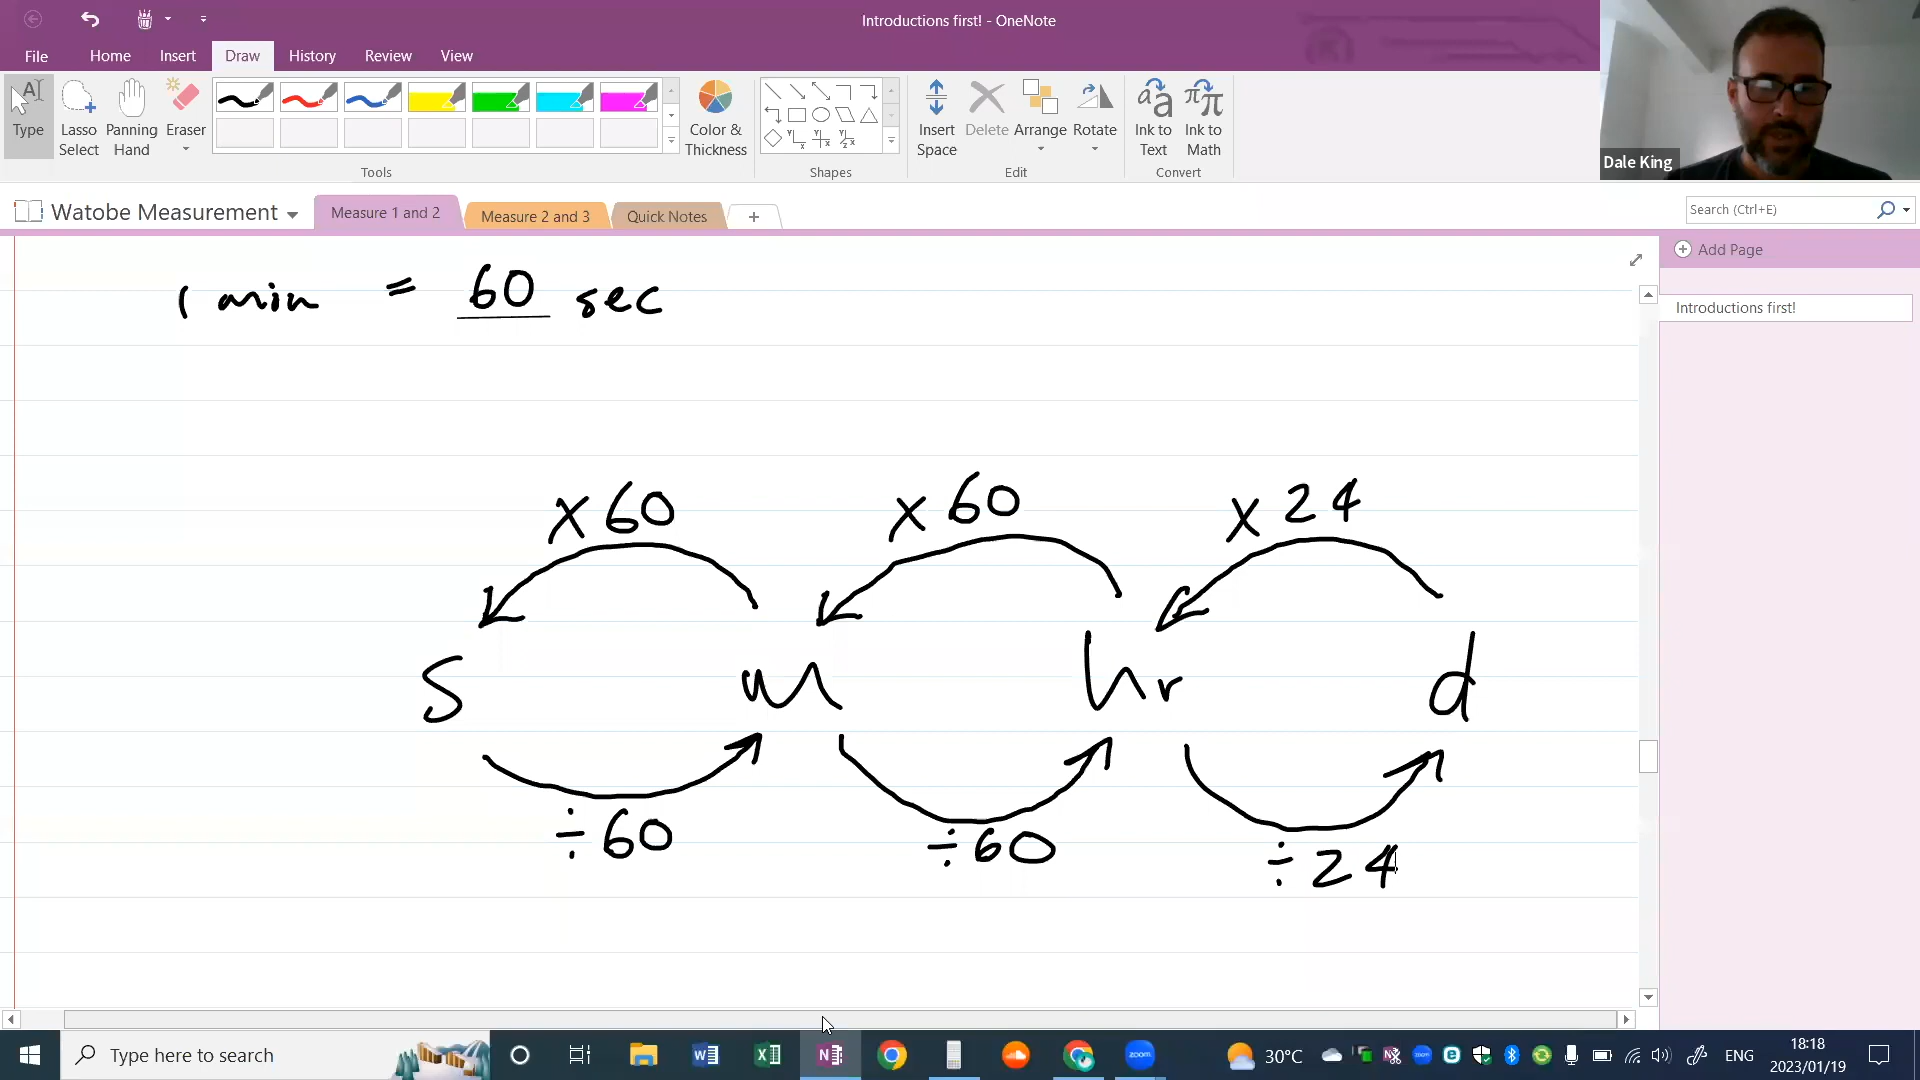 Introductions first! - OneNote
File Home Insert Draw History Review View
Type Lasso Select Panning Hand Eraser Color & Thickness Insert Space Delete Arrange Rotate Ink to Text Ink to Math
Tools Shapes Edit Convert
Dale King
Watobe Measurement Measure 1 and 2 Measure 2 and 3 Quick Notes + Search (Ctrl+E)
Add Page
Introductions first!
1 min = 60 sec
x 60 x 60 x 24
s m hr d
÷ 60 ÷ 60 ÷ 24
Type here to search zoom 30°C ENG 18:18
2023/01/19